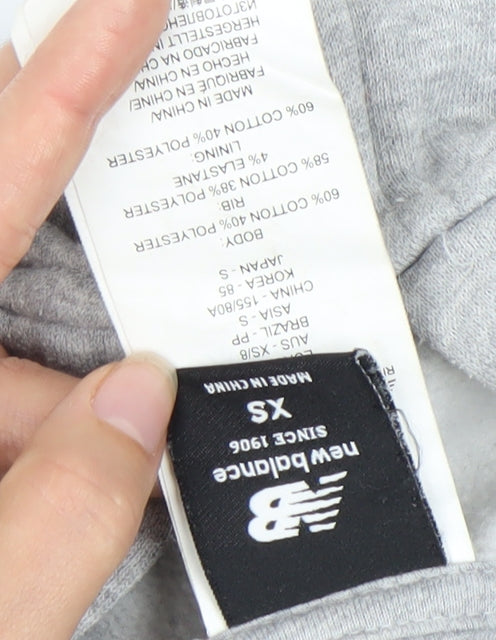 new balance
SINCE 1906
XS
MADE IN CHINA
AUS - XS/8
BRAZIL - PP
ASIA - S
CHINA - 155/80A
KOREA - 85
JAPAN - S
BODY:
60% COTTON 40% POLYESTER
RIB:
58% COTTON 38% POLYESTER
4% ELASTANE
LINING:
60% COTTON 40% POLYESTER
MADE IN CHINA/
FABRIQUÉ EN CHINE/
HECHO EN CHINA/
FABRICADO NA CHINA/
HERGESTELLT IN